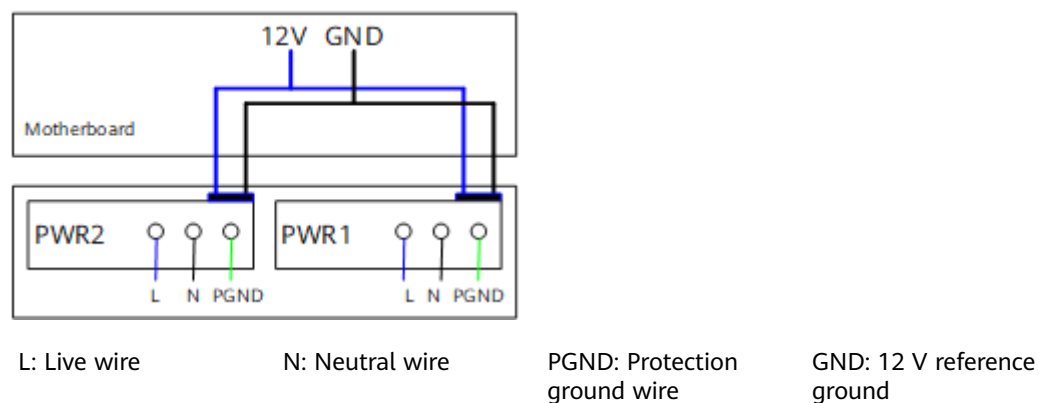 12V GND
Motherboard
PWR2
PWR1
L N PGND
L N PGND
L: Live wire
N: Neutral wire
PGND: Protection
ground wire
GND: 12 V reference
ground